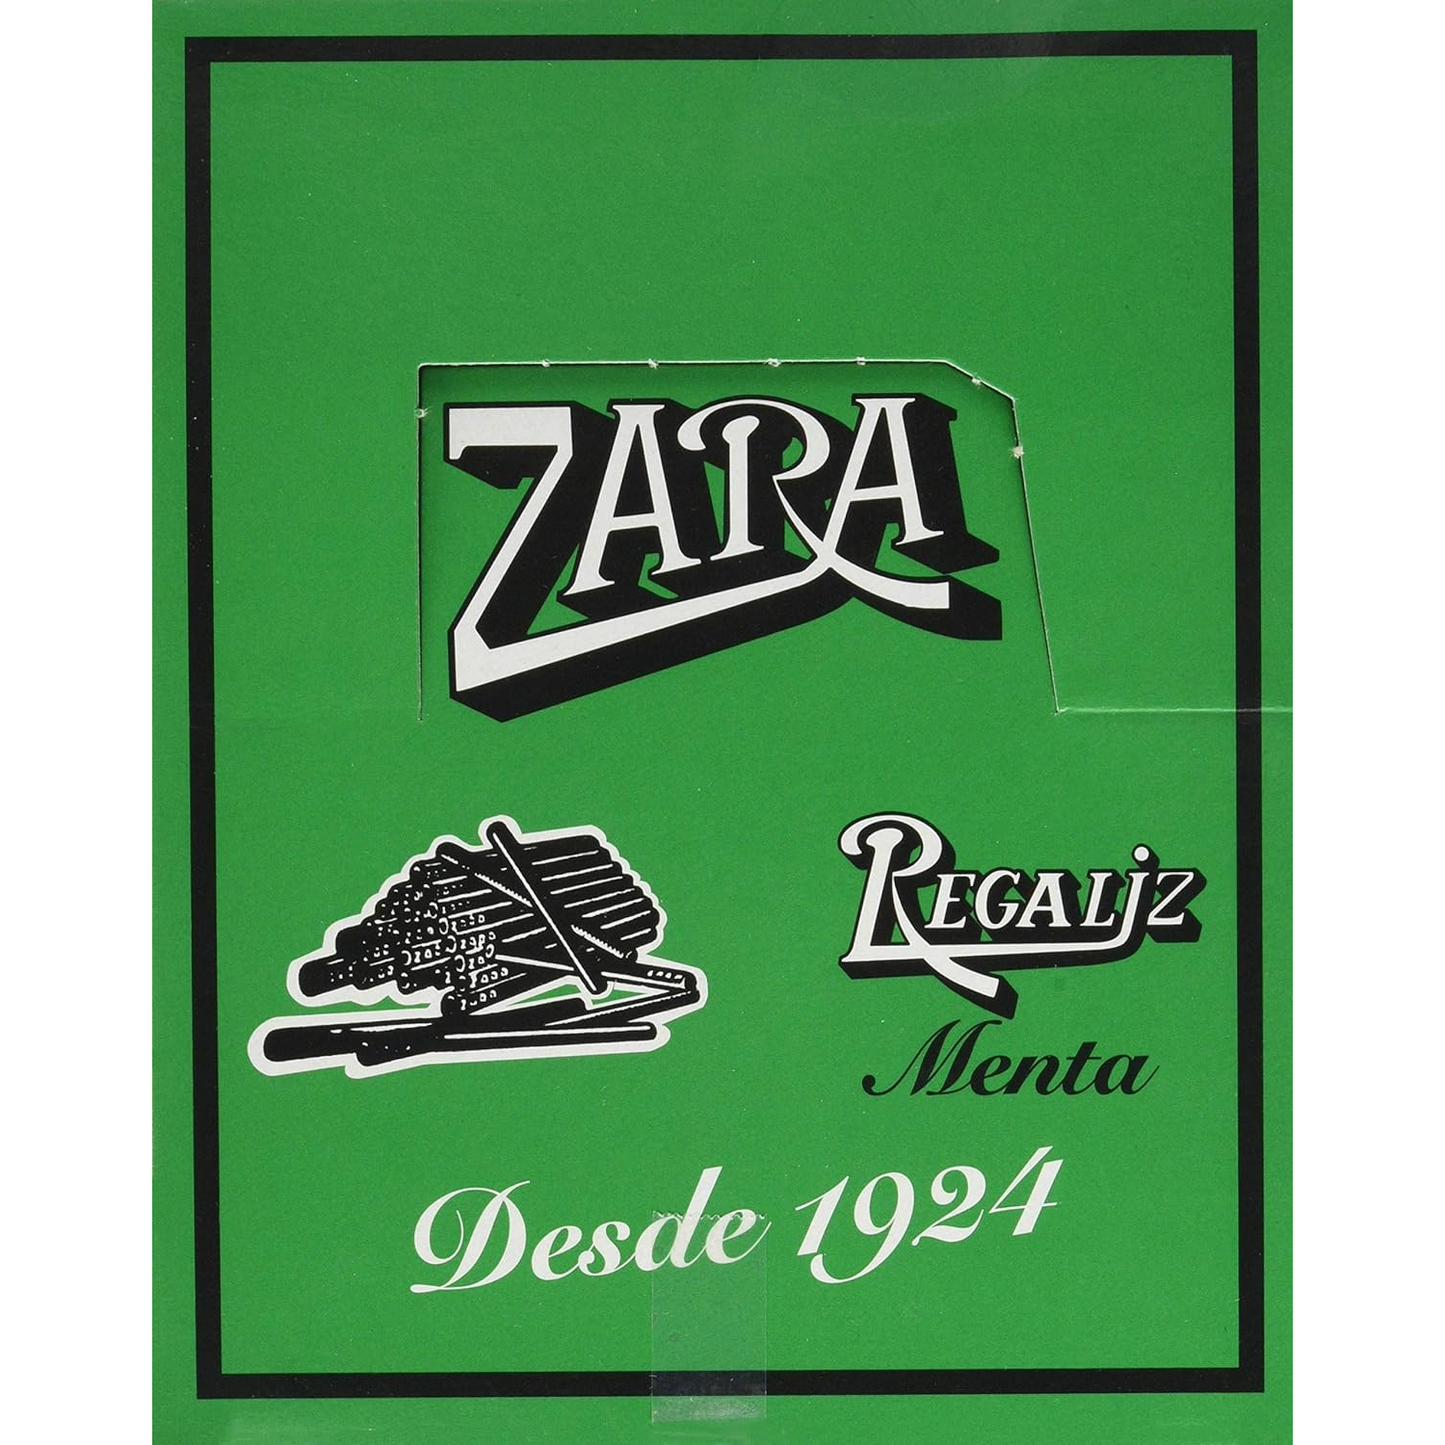 ZARA
REGALIZ
Menta
Desde 1924